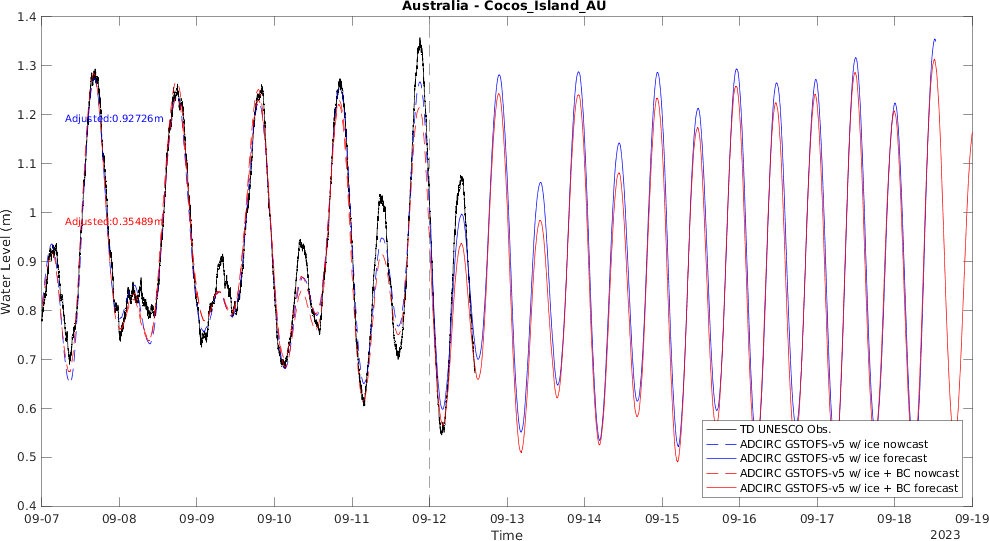 Australia - Cocos_Island_AU
1.4
1.3
1.2
1.1
1
0.9
0.8
0.7
0.6
0.5
0.4
Water Level (m)
Adjusted:0.92726m
Adjusted:0.35489m
TD UNESCO Obs.
ADCIRC GSTOFS-v5 w/ ice nowcast
ADCIRC GSTOFS-v5 w/ ice forecast
ADCIRC GSTOFS-v5 w/ ice + BC nowcast
ADCIRC GSTOFS-v5 w/ ice + BC forecast
09-07 09-08 09-09 09-10 09-11 09-12 09-13 09-14 09-15 09-16 09-17 09-18 09-19
Time
2023